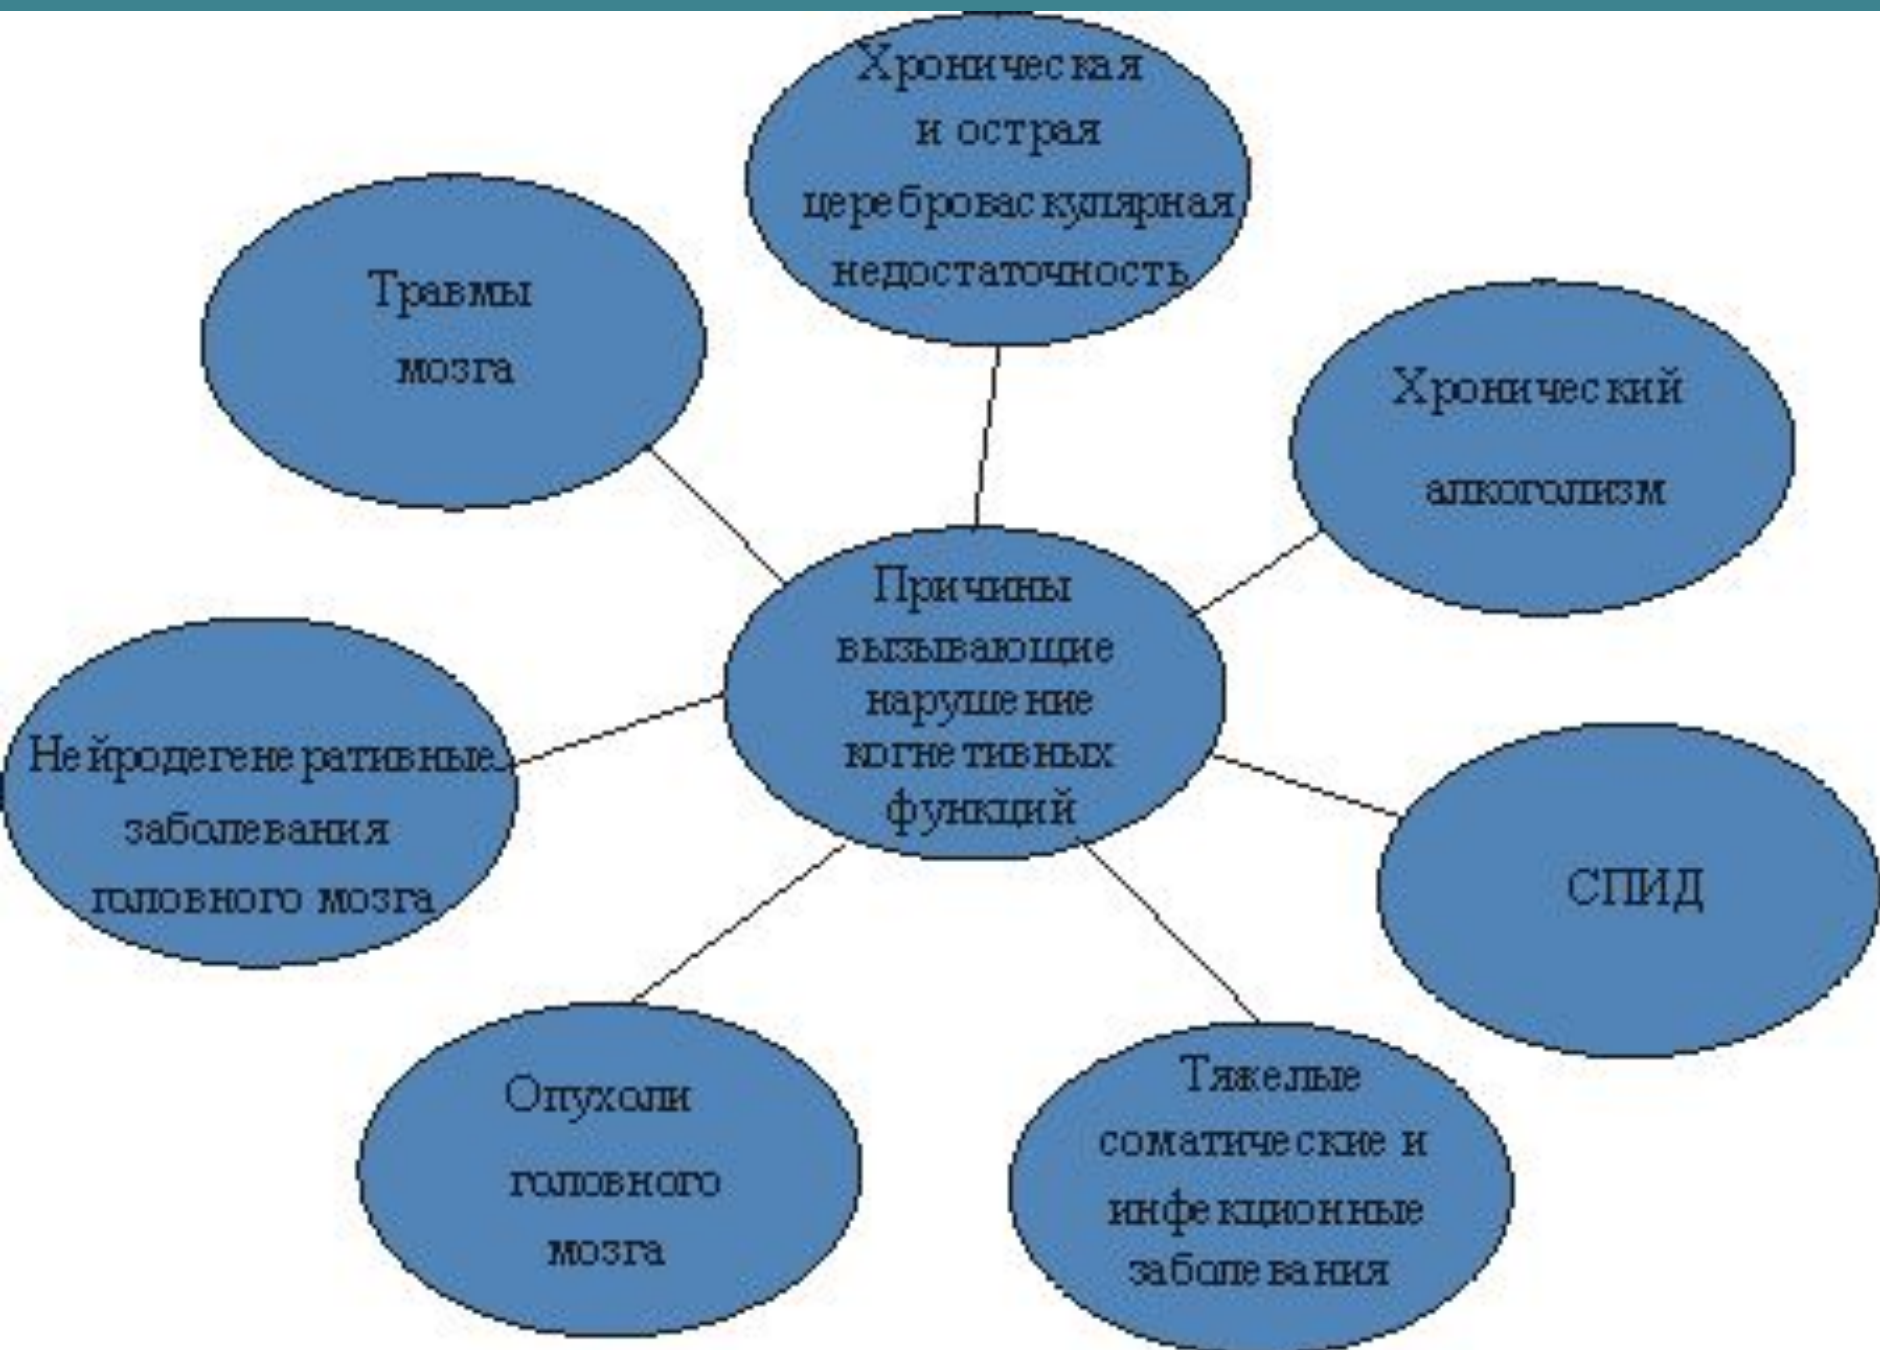 Хроническая
и острая
цереброваскулярная
недостаточность
Травмы
мозга
Хронический
алкоголизм
Причины
вызывающие
нарушение
когнетивных
функций
Нейродегенеративные
заболевания
головного мозга
СПИД
Опухоли
головного
мозга
Тяжелые
соматические и
инфекционные
заболевания